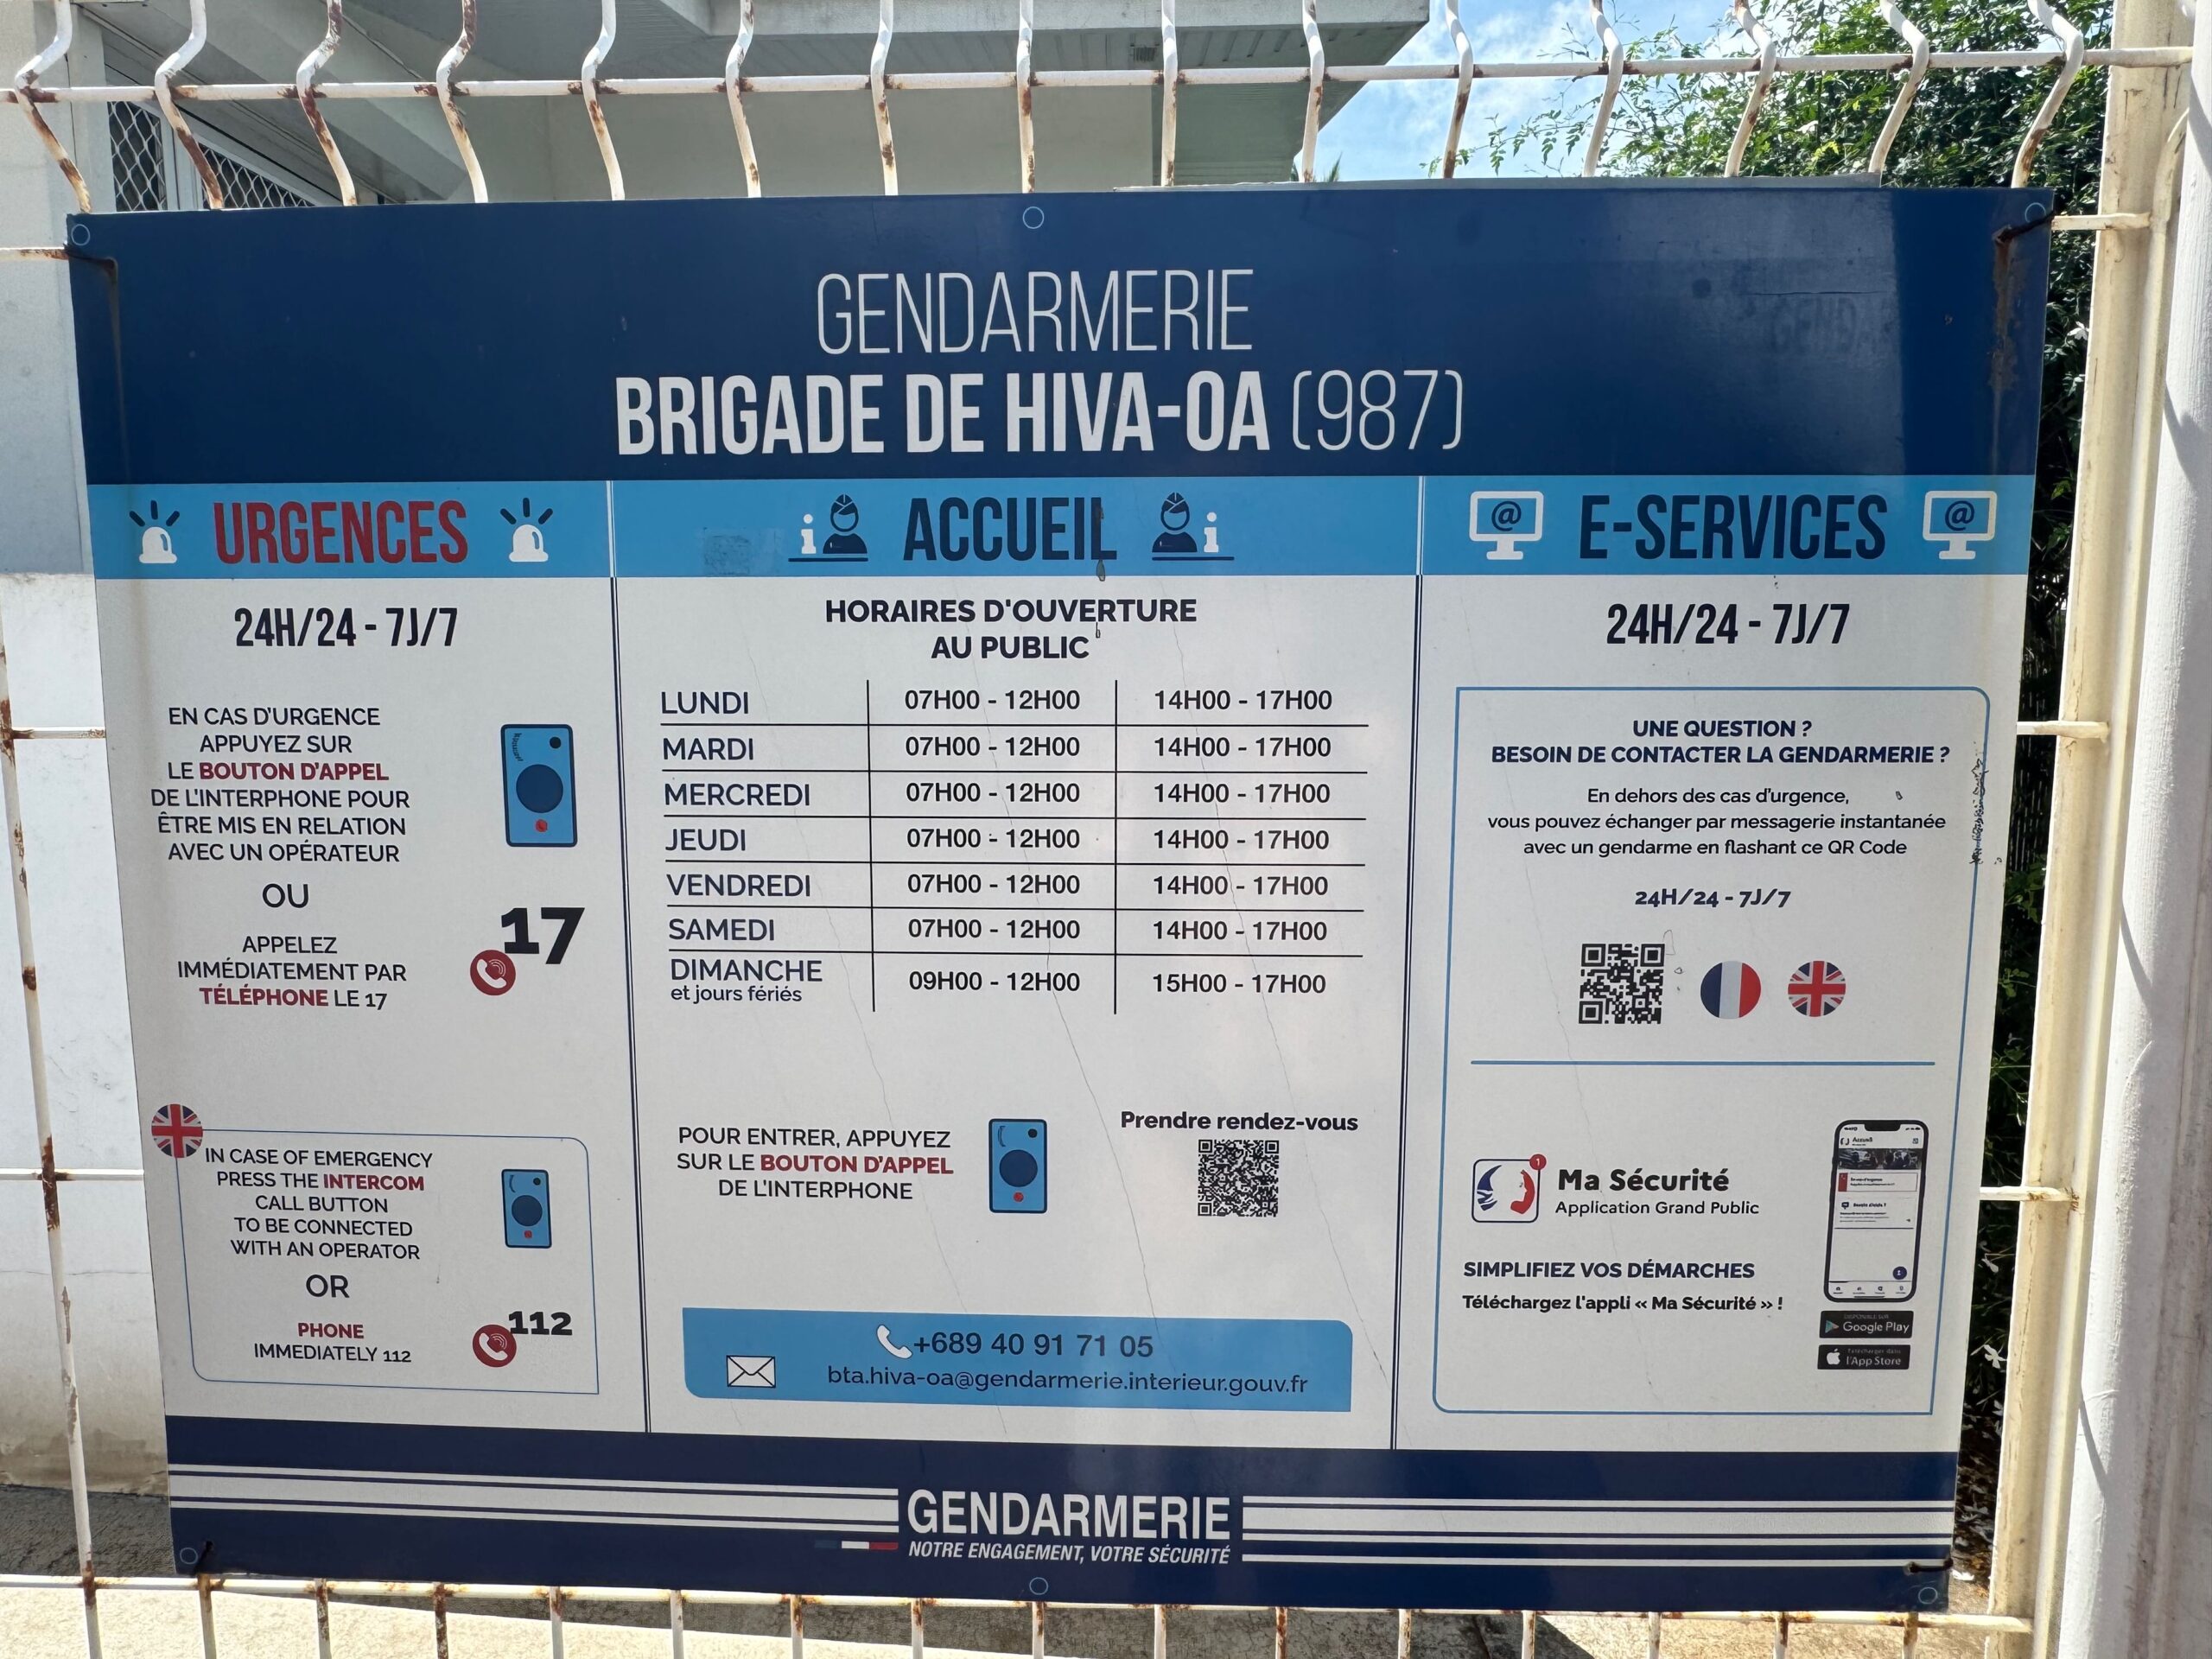 GENDARMERIE
BRIGADE DE HIVA-OA (987)
URGENCES
24H/24 - 7J/7
EN CAS D'URGENCE
APPUYEZ SUR
LE BOUTON D'APPEL
DE L'INTERPHONE POUR
ÊTRE MIS EN RELATION
AVEC UN OPÉRATEUR
OU
APPELEZ
IMMÉDIATEMENT PAR
TÉLÉPHONE LE 17
17
IN CASE OF EMERGENCY
PRESS THE INTERCOM
CALL BUTTON
TO BE CONNECTED
WITH AN OPERATOR
OR
PHONE
IMMEDIATELY 112
112
ACCUEIL
HORAIRES D'OUVERTURE
AU PUBLIC
LUNDI 07H00 - 12H00 14H00 - 17H00
MARDI 07H00 - 12H00 14H00 - 17H00
MERCREDI 07H00 - 12H00 14H00 - 17H00
JEUDI 07H00 - 12H00 14H00 - 17H00
VENDREDI 07H00 - 12H00 14H00 - 17H00
SAMEDI 07H00 - 12H00 14H00 - 17H00
DIMANCHE
et jours fériés 09H00 - 12H00 15H00 - 17H00
POUR ENTRER, APPUYEZ
SUR LE BOUTON D'APPEL
DE L'INTERPHONE
Prendre rendez-vous
+689 40 91 71 05
bta.hiva-oa@gendarmerie.interieur.gouv.fr
@ E-SERVICES @
24H/24 - 7J/7
UNE QUESTION ?
BESOIN DE CONTACTER LA GENDARMERIE ?
En dehors des cas d'urgence,
vous pouvez échanger par messagerie instantanée
avec un gendarme en flashant ce QR Code
24H/24 - 7J/7
Ma Sécurité
Application Grand Public
SIMPLIFIEZ VOS DÉMARCHES
Téléchargez l'appli « Ma Sécurité » !
Accueil
DISPONIBLE SUR
Google Play
Télécharger dans
l'App Store
GENDARMERIE
NOTRE ENGAGEMENT, VOTRE SÉCURITÉ